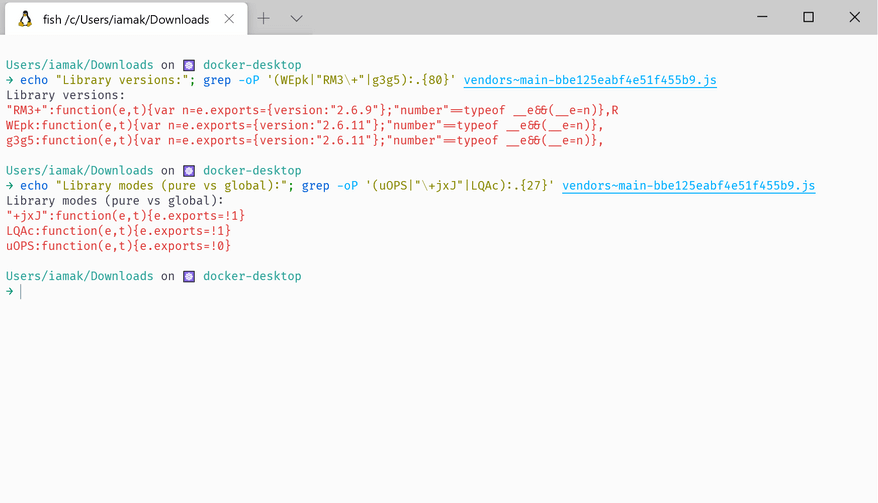 fish /c/Users/iamak/Downloads
Users/iamak/Downloads on docker-desktop
→ echo "Library versions:"; grep -oP '(WEpk|"RM3\+"|g3g5):.{80}' vendors~main-bbe125eabf4e51f455b9.js
Library versions:
"RM3+":function(e,t){var n=e.exports={version:"2.6.9"};"number"==typeof __e&&(__e=n)},R
WEpk:function(e,t){var n=e.exports={version:"2.6.11"};"number"==typeof __e&&(__e=n)},
g3g5:function(e,t){var n=e.exports={version:"2.6.11"};"number"==typeof __e&&(__e=n)},
Users/iamak/Downloads on docker-desktop
→ echo "Library modes (pure vs global):"; grep -oP '(uOPS|"\+jxJ"|LQAc):.{27}' vendors~main-bbe125eabf4e51f455b9.js
Library modes (pure vs global):
"+jxJ":function(e,t){e.exports=!1}
LQAc:function(e,t){e.exports=!1}
uOPS:function(e,t){e.exports=!0}
Users/iamak/Downloads on docker-desktop
→